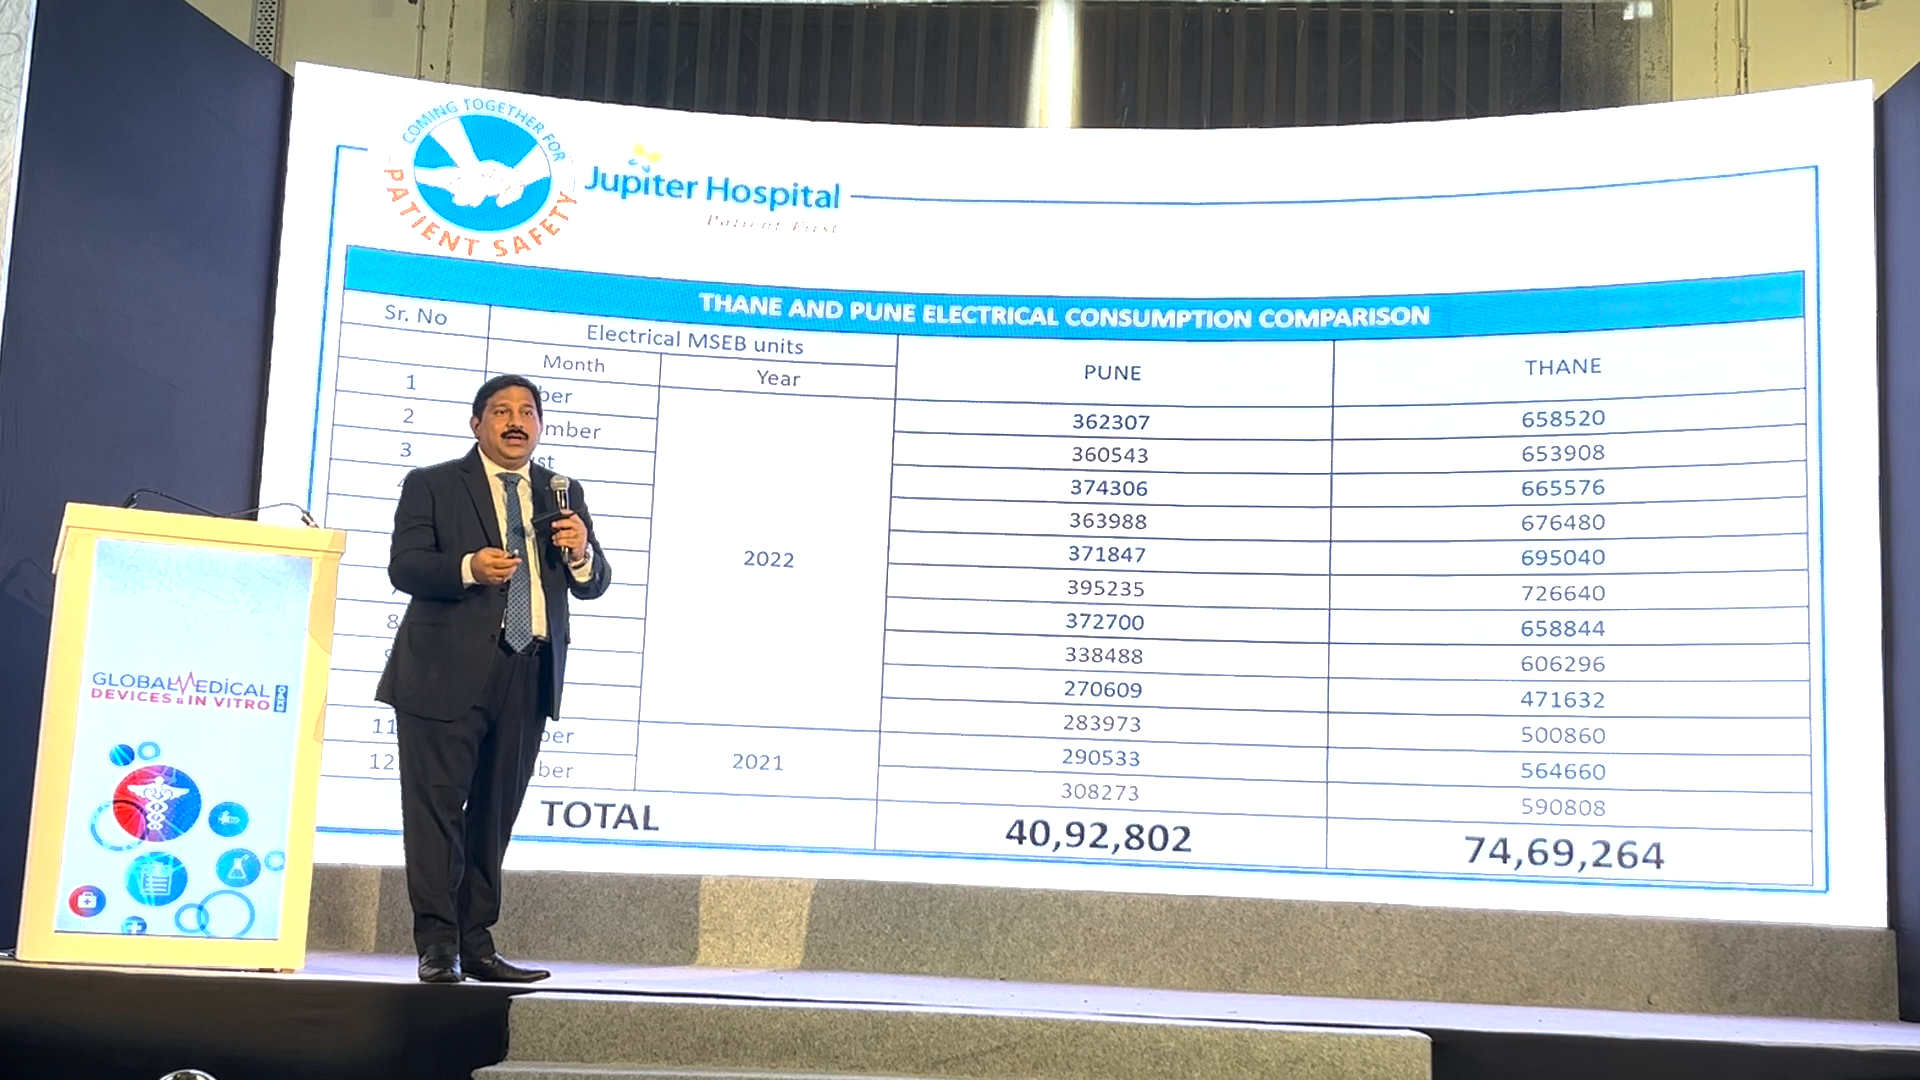 COMING TOGETHER FOR
PATIENT SAFETY
Jupiter Hospital
Patient First
THANE AND PUNE ELECTRICAL CONSUMPTION COMPARISON
Sr. No Electrical MSEB units PUNE THANE
Month Year
1 ber 2022 362307 658520
2 mber 360543 653908
3 st 374306 665576
363988 676480
371847 695040
395235 726640
372700 658844
8 338488 606296
270609 471632
283973 500860
11 ber 2021 290533 564660
12 ber 308273 590808
TOTAL 40,92,802 74,69,264
GLOBAL MEDICAL
DEVICES & IN VITRO EXPO